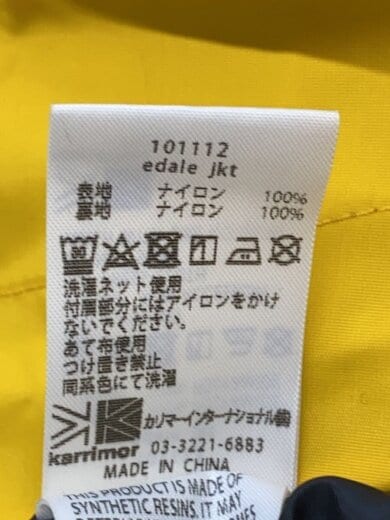 101112
edale jkt
表地 ナイロン 100%
裏地 ナイロン 100%
洗濯ネット使用
付属部分にはアイロンをかけ
ないでください。
あて布使用
つけ置き禁止
同系色にて洗濯
karrimor
カリマーインターナショナル㈱
03-3221-6883
MADE IN CHINA
THIS PRODUCT IS MADE OF
SYNTHETIC RESINS. IT MAY